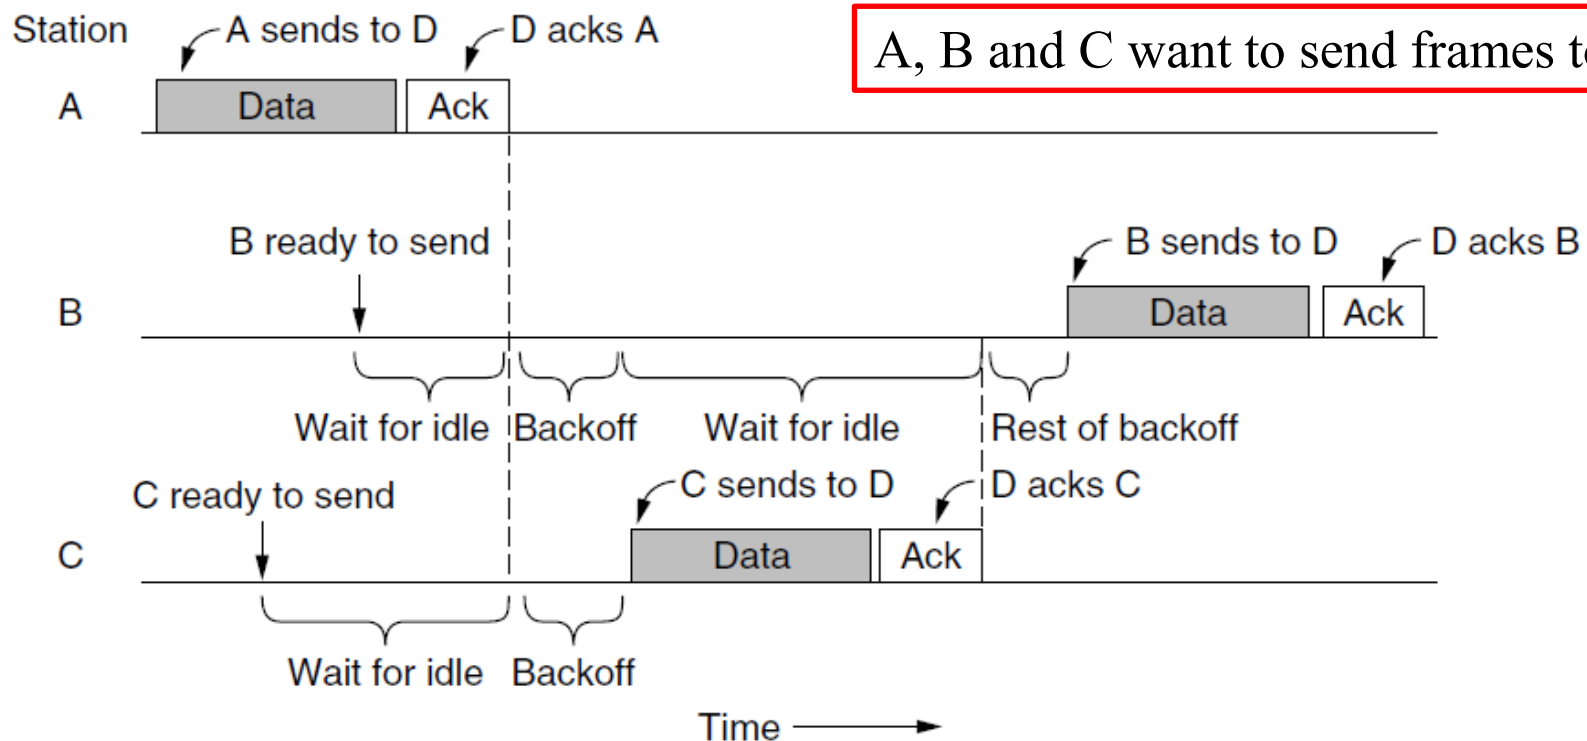 Station
A sends to D
D acks A
A, B and C want to send frames
A
Data
Ack
B ready to send
B sends to D
D acks B
B
Data
Ack
Wait for idle
Backoff
Wait for idle
Rest of backoff
C ready to send
C sends to D
D acks C
C
Data
Ack
Wait for idle
Backoff
Time